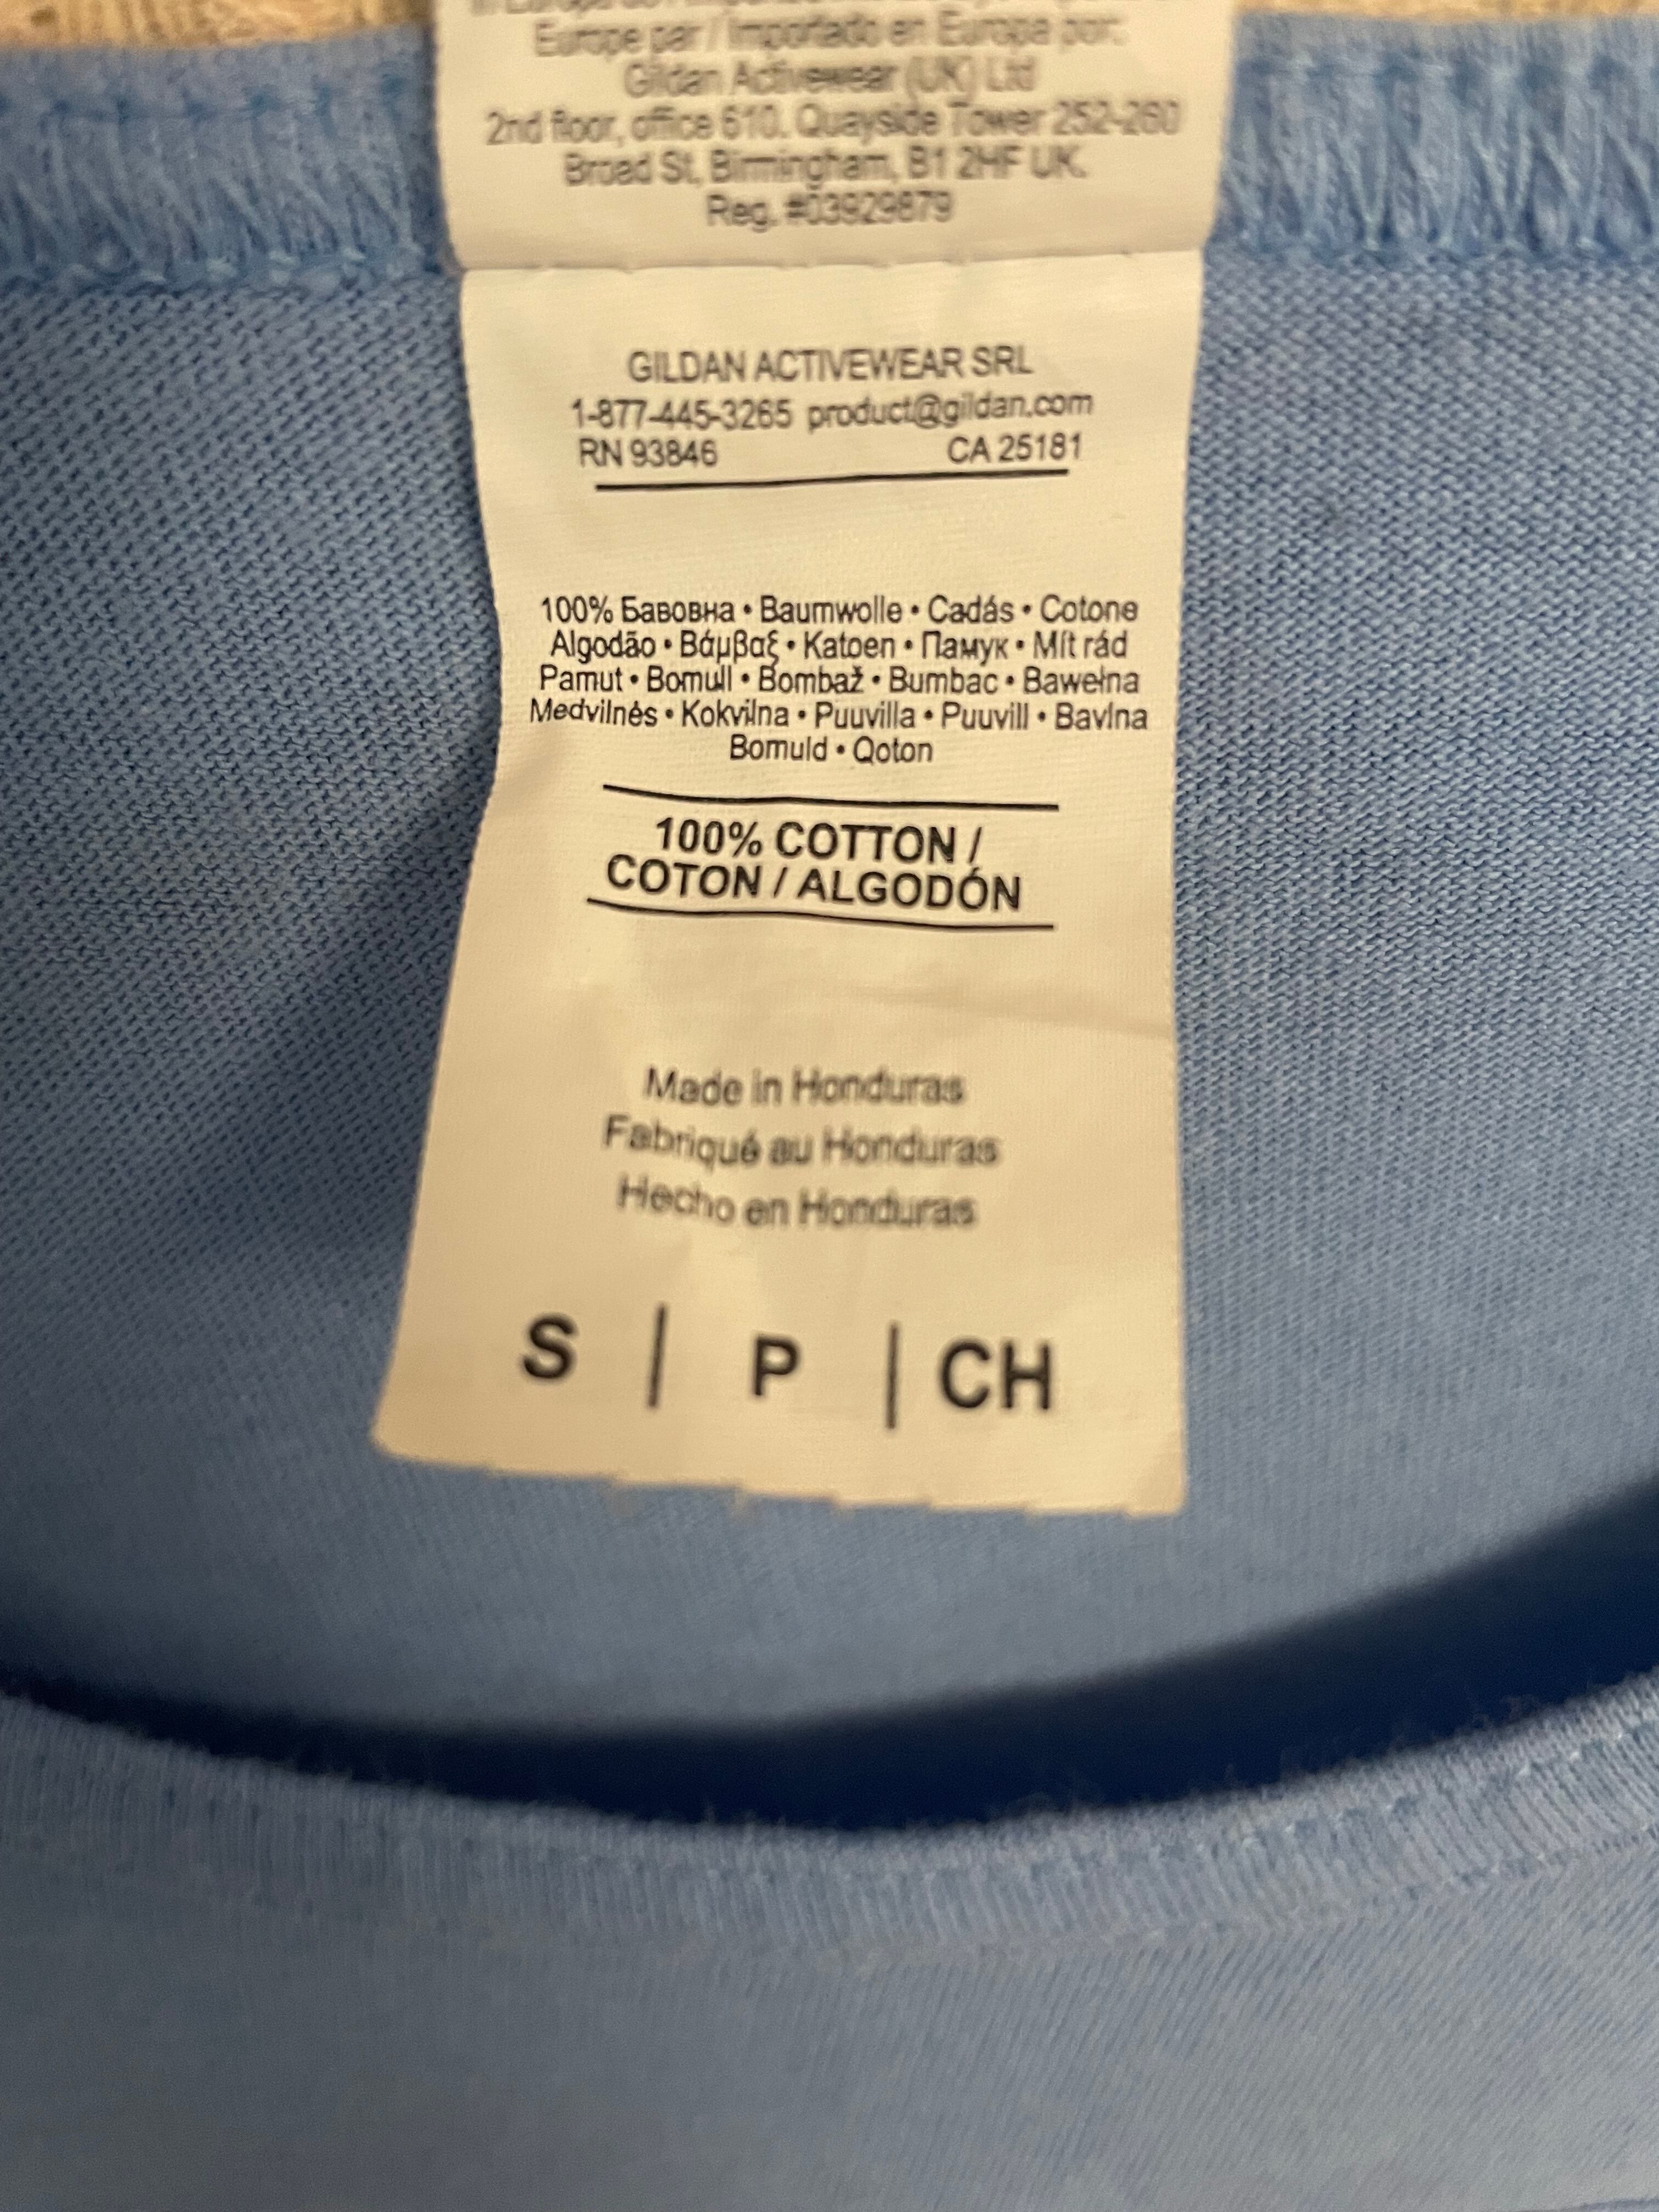 Europe par / Importado en Europa por:
Gildan Activewear (UK) Ltd
2nd floor, office 610. Quayside Tower 252-260
Broad St, Birmingham, B1 2HF UK.
Reg. #03929879
GILDAN ACTIVEWEAR SRL
1-877-445-3265 product@gildan.com
RN 93846 CA 25181
100% Бавовна • Baumwolle • Cadás • Cotone
Algodão • Βάμβαξ • Katoen • Памук • Mít rád
Pamut • Bomull • Bombaž • Bumbac • Bawełna
Medvilnės • Kokvilna • Puuvilla • Puuvill • Bavlna
Bomuld • Qoton
100% COTTON /
COTON / ALGODÓN
Made in Honduras
Fabriqué au Honduras
Hecho en Honduras
S | P | CH